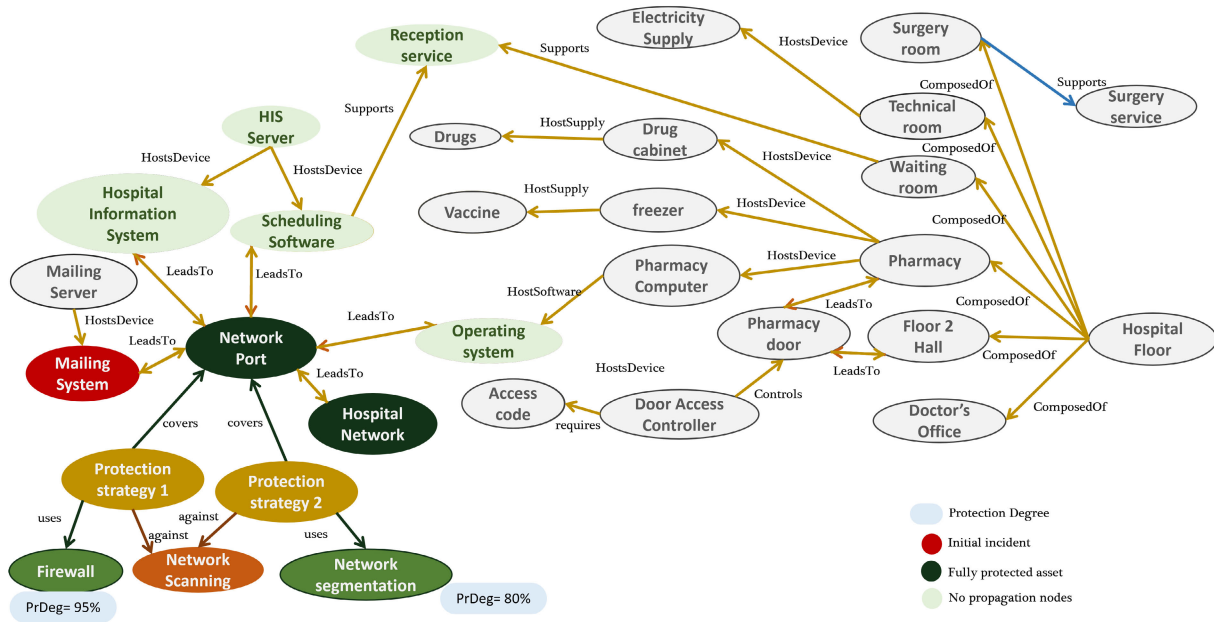 Electricity
Supply
HostsDevice
Surgery
room
Reception
service
Supports
ComposedOf
Supports
Surgery
service
Supports
HIS
Server
HostSupply
Drugs
Drug
cabinet
Technical
room
ComposedOf
HostsDevice
HostsDevice
HostsDevice
Waiting
room
Hospital
Information
System
Scheduling
Software
HostSupply
Vaccine
freezer
HostsDevice
ComposedOf
Mailing
Server
LeadsTo
LeadsTo
Pharmacy
Computer
HostsDevice
Pharmacy
HostSoftware
LeadsTo
ComposedOf
HostsDevice
LeadsTo
Network
Port
LeadsTo
Operating
system
Pharmacy
door
Floor 2
Hall
Hospital
Floor
ComposedOf
Mailing
System
LeadsTo
LeadsTo
HostsDevice
Access
code
requires
Door Access
Controller
Controls
Doctor's
Office
ComposedOf
Hospital
Network
covers
covers
Protection
strategy 1
Protection
strategy 2
uses
against
against
uses
Firewall
Network
Scanning
Network
segmentation
PrDeg= 95%
PrDeg= 80%
Protection Degree
Initial incident
Fully protected asset
No propagation nodes